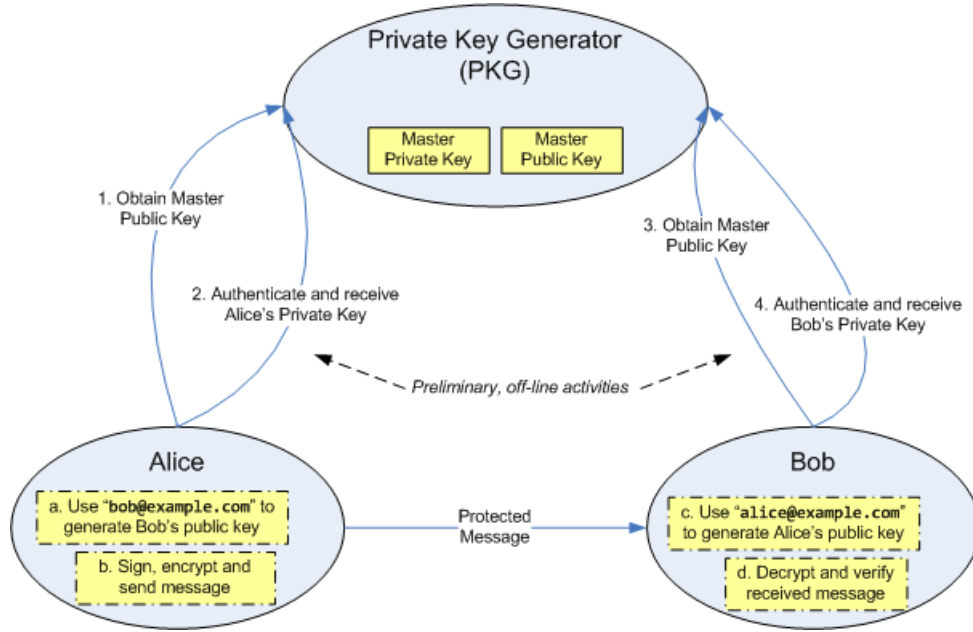 Private Key Generator
(PKG)
Master
Private Key
Master
Public Key
1. Obtain Master
Public Key
2. Authenticate and receive
Alice's Private Key
3. Obtain Master
Public Key
4. Authenticate and receive
Bob's Private Key
Preliminary, off-line activities
Alice
a. Use “bob@example.com” to
generate Bob's public key
b. Sign, encrypt and
send message
Protected
Message
Bob
c. Use “alice@example.com”
to generate Alice's public key
d. Decrypt and verify
received message